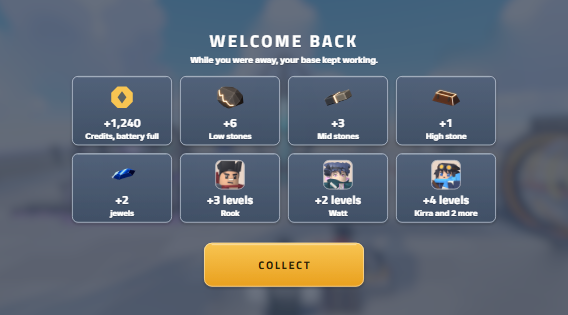 WELCOME BACK
While you were away, your base kept working.
+1,240
Credits, battery full
+6
Low stones
+3
Mid stones
+1
High stone
+2
jewels
+3 levels
Rook
+2 levels
Watt
+4 levels
Kirra and 2 more
COLLECT